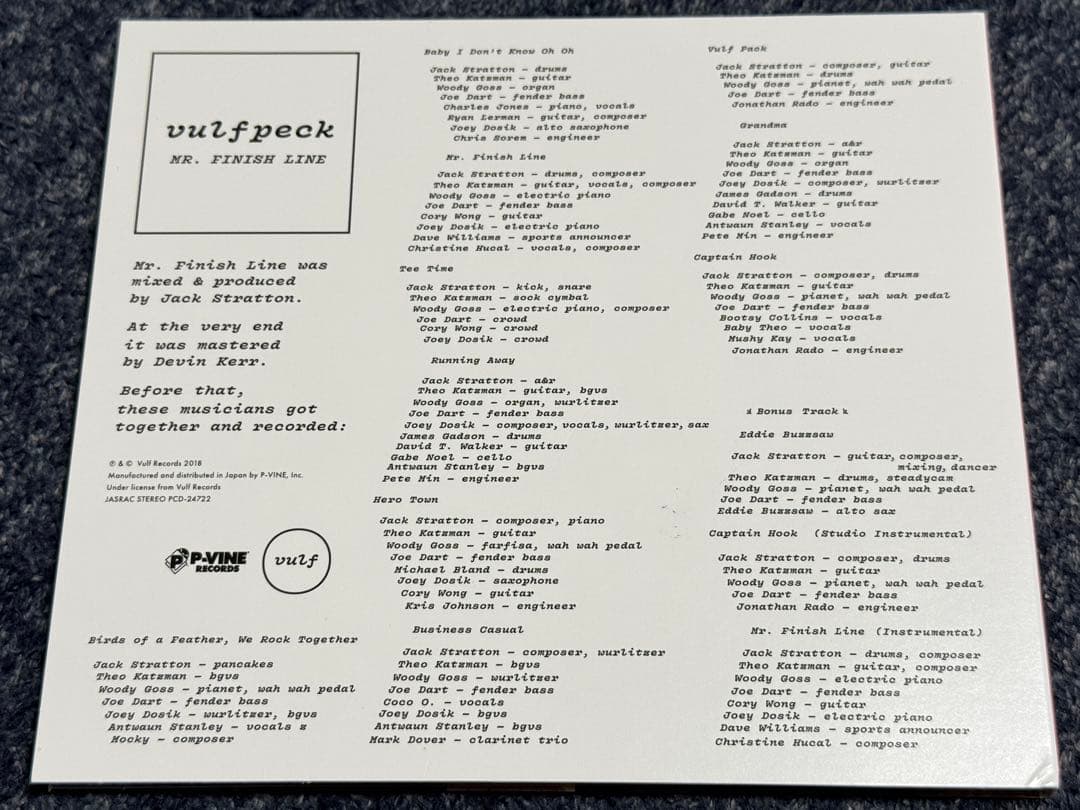 vulfpeck
MR. FINISH LINE
Mr. Finish Line was
mixed & produced
by Jack Stratton.
At the very end
it was mastered
by Devin Kerr.
Before that,
these musicians got
together and recorded:
℗ & © Vulf Records 2018
Manufactured and distributed in Japan by P-VINE, Inc.
Under license from Vulf Records
JASRAC STEREO PCD-24722
P-VINE
RECORDS
vulf
Birds of a Feather, We Rock Together
Jack Stratton - pancakes
Theo Katzman - bgvs
Woody Goss - pianet, wah wah pedal
Joe Dart - fender bass
Joey Dosik - wurlitzer, bgvs
Antwaun Stanley - vocals z
Mocky - composer
Baby I Don't Know Oh Oh
Jack Stratton - drums
Theo Katzman - guitar
Woody Goss - organ
Joe Dart - fender bass
Charles Jones - piano, vocals
Ryan Lerman - guitar, composer
Joey Dosik - alto saxophone
Chris Sorem - engineer
Mr. Finish Line
Jack Stratton - drums, composer
Theo Katzman - guitar, vocals, composer
Woody Goss - electric piano
Joe Dart - fender bass
Cory Wong - guitar
Joey Dosik - electric piano
Dave Williams - sports announcer
Christine Hucal - vocals, composer
Tee Time
Jack Stratton - kick, snare
Theo Katzman - sock cymbal
Woody Goss - electric piano, composer
Joe Dart - crowd
Cory Wong - crowd
Joey Dosik - crowd
Running Away
Jack Stratton - a&r
Theo Katzman - guitar, bgvs
Woody Goss - organ, wurlitzer
Joe Dart - fender bass
Joey Dosik - composer, vocals, wurlitzer, sax
James Gadson - drums
David T. Walker - guitar
Gabe Noel - cello
Antwaun Stanley - bgvs
Pete Min - engineer
Hero Town
Jack Stratton - composer, piano
Theo Katzman - guitar
Woody Goss - farfisa, wah wah pedal
Joe Dart - fender bass
Michael Bland - drums
Joey Dosik - saxophone
Cory Wong - guitar
Kris Johnson - engineer
Business Casual
Jack Stratton - composer, wurlitzer
Theo Katzman - bgvs
Woody Goss - wurlitzer
Joe Dart - fender bass
Coco O. - vocals
Joey Dosik - bgvs
Antwaun Stanley - bgvs
Mark Dover - clarinet trio
Vulf Pack
Jack Stratton - composer, guitar
Theo Katzman - drums
Woody Goss - pianet, wah wah pedal
Joe Dart - fender bass
Jonathan Rado - engineer
Grandma
Jack Stratton - a&r
Theo Katzman - guitar
Woody Goss - organ
Joe Dart - fender bass
Joey Dosik - composer, wurlitzer
James Gadson - drums
David T. Walker - guitar
Gabe Noel - cello
Antwaun Stanley - vocals
Pete Min - engineer
Captain Hook
Jack Stratton - composer, drums
Theo Katzman - guitar
Woody Goss - pianet, wah wah pedal
Joe Dart - fender bass
Bootsy Collins - vocals
Baby Theo - vocals
Mushy Kay - vocals
Jonathan Rado - engineer
Bonus Track
Eddie Buzzsaw
Jack Stratton - guitar, composer,
mixing, dancer
Theo Katzman - drums, steadycam
Woody Goss - pianet, wah wah pedal
Joe Dart - fender bass
Eddie Buzzsaw - alto sax
Captain Hook (Studio Instrumental)
Jack Stratton - composer, drums
Theo Katzman - guitar
Woody Goss - pianet, wah wah pedal
Joe Dart - fender bass
Jonathan Rado - engineer
Mr. Finish Line (Instrumental)
Jack Stratton - drums, composer
Theo Katzman - guitar, composer
Woody Goss - electric piano
Joe Dart - fender bass
Cory Wong - guitar
Joey Dosik - electric piano
Dave Williams - sports announcer
Christine Hucal - composer